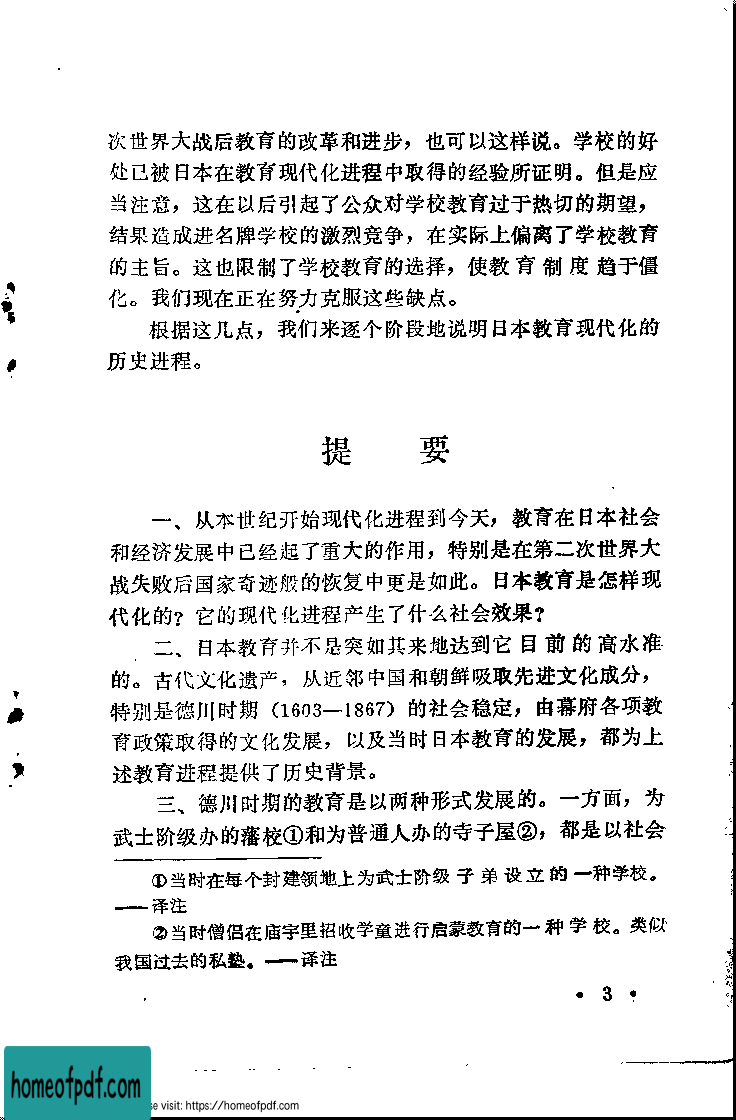 次世界大战后教育的改革和进步，也可以这样说。学校的好
处已被日本在教育现代化进程中取得的经验所证明。但是应
当注意，这在以后引起了公众对学校教育过于热切的期望，
结果造成进名牌学校的激烈竞争，在实际上偏离了学校教育
的主旨。这也限制了学校教育的选择，使教育制度趋于僵
化。我们现在正在努力克服这些缺点。
根据这几点，我们来逐个阶段地说明日本教育现代化的
历史进程。
提 要
一、从本世纪开始现代化进程到今天，教育在日本社会
和经济发展中已经起了重大的作用，特别是在第二次世界大
战失败后国家奇迹般的恢复中更是如此。日本教育是怎样现
代化的？它的现代化进程产生了什么社会效果？
二、日本教育并不是突如其来地达到它目前的高水准
的。古代文化遗产，从近邻中国和朝鲜吸取先进文化成分，
特别是德川时期（1603—1867）的社会稳定，由幕府各项教
育政策取得的文化发展，以及当时日本教育的发展，都为上
述教育进程提供了历史背景。
三、德川时期的教育是以两种形式发展的。一方面，为
武士阶级办的藩校①和为普通人办的寺子屋②，都是以社会
①当时在每个封建领地上为武士阶级子弟设立的一种学校。
——译注
②当时僧侣在庙宇里招收学童进行启蒙教育的一种学校。类似
我国过去的私塾。——译注
• 3 •
homeofpdf.com
se visit: https://homeofpdf.com